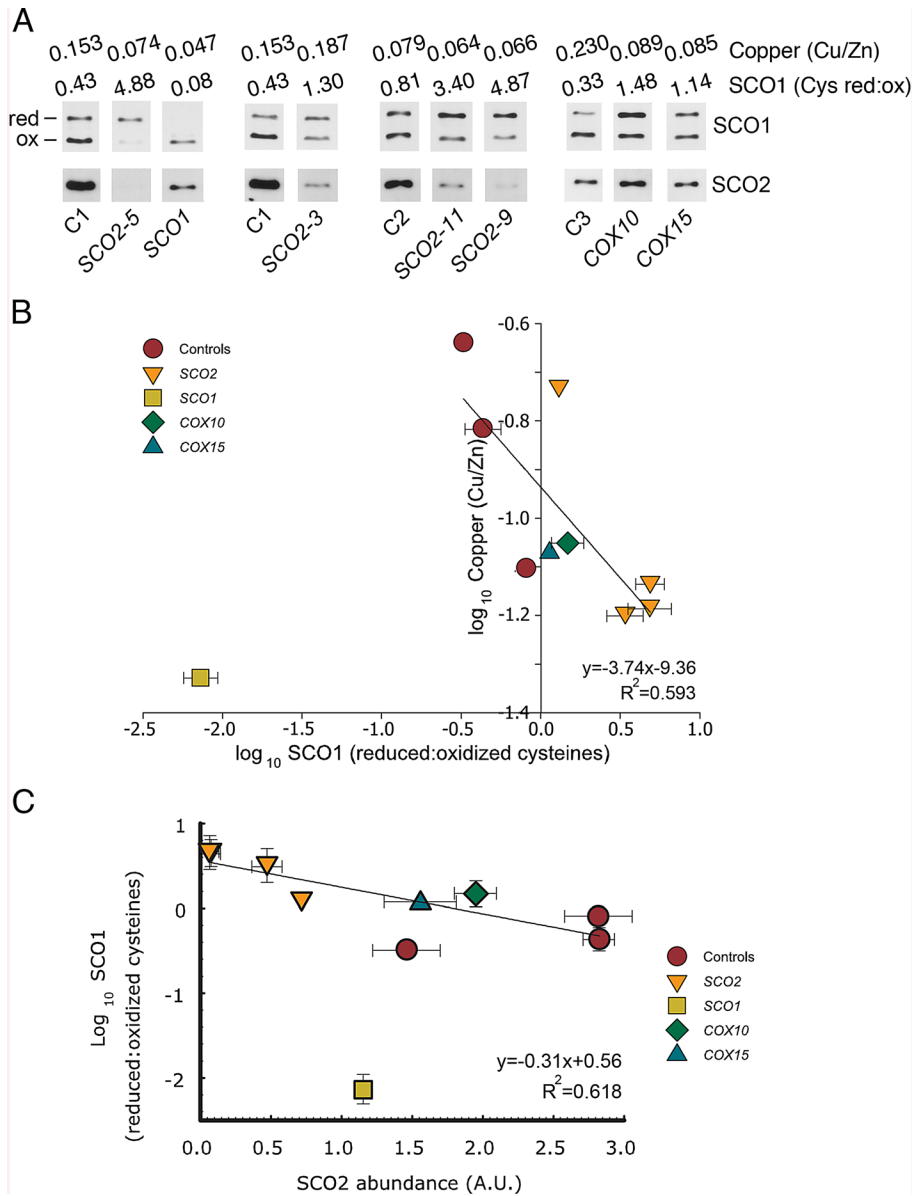 A
0.153 0.074 0.047 0.153 0.187 0.079 0.064 0.066 0.230 0.089 0.085 Copper (Cu/Zn)
0.43 4.88 0.08 0.43 1.30 0.81 3.40 4.87 0.33 1.48 1.14 SCO1 (Cys red:ox)
red – SCO1
ox –
SCO2
C1 SCO2-5 SCO1 C1 SCO2-3 C2 SCO2-11 SCO2-9 C3 COX10 COX15
B
Controls
SCO2
SCO1
COX10
COX15
-0.6
-0.8
-1.0
-1.2
-1.4
log10 Copper (Cu/Zn)
y=-3.74x-9.36
R2=0.593
-2.5 -2.0 -1.5 -1.0 -0.5 0.0 0.5 1.0
log10 SCO1 (reduced:oxidized cysteines)
C
1
0
-1
-2
Log 10 SCO1
(reduced:oxidized cysteines)
Controls
SCO2
SCO1
COX10
COX15
y=-0.31x+0.56
R2=0.618
0.0 0.5 1.0 1.5 2.0 2.5 3.0
SCO2 abundance (A.U.)